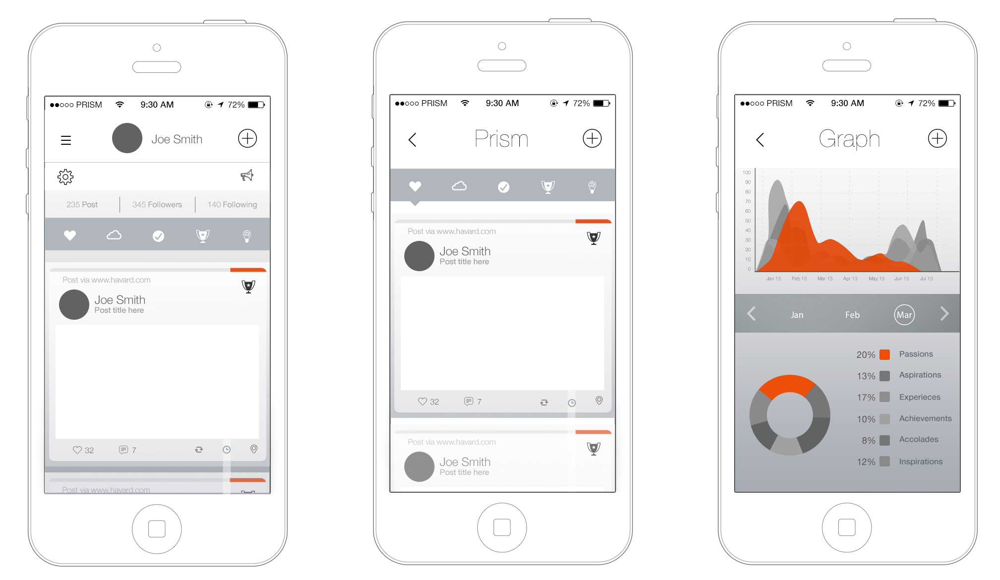 PRISM 9:30 AM 72%
Joe Smith
235 Post 345 Followers 140 Following
Post via www.havard.com
Joe Smith
Post title here
32 7
Post via www.havard.com
PRISM 9:30 AM 72%
Prism
Post via www.havard.com
Joe Smith
Post title here
32 7
Post via www.havard.com
Joe Smith
Post title here
PRISM 9:30 AM 72%
Graph
100
90
80
70
60
50
40
30
20
10
0
Jan 13 Feb 13 Mar 13 Apr 13 May 13 Jun 13 Jul 13
Jan Feb Mar
20% Passions
13% Aspirations
17% Experieces
10% Achievements
8% Accolades
12% Inspirations